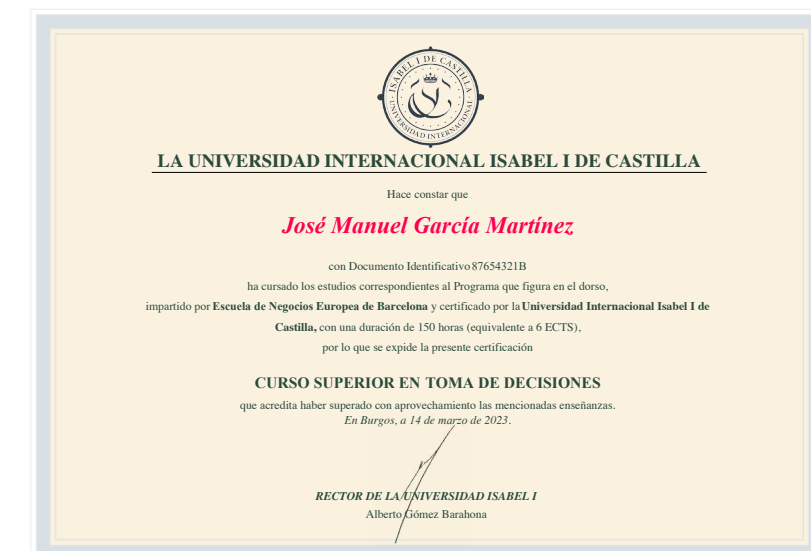 ISABEL I DE CASTILLA
UNIVERSIDAD INTERNACIONAL
LA UNIVERSIDAD INTERNACIONAL ISABEL I DE CASTILLA
Hace constar que
José Manuel García Martínez
con Documento Identificativo 87654321B
ha cursado los estudios correspondientes al Programa que figura en el dorso,
impartido por Escuela de Negocios Europea de Barcelona y certificado por la Universidad Internacional Isabel I de
Castilla, con una duración de 150 horas (equivalente a 6 ECTS),
por lo que se expide la presente certificación
CURSO SUPERIOR EN TOMA DE DECISIONES
que acredita haber superado con aprovechamiento las mencionadas enseñanzas.
En Burgos, a 14 de marzo de 2023.
RECTOR DE LA UNIVERSIDAD ISABEL I
Alberto Gómez Barahona